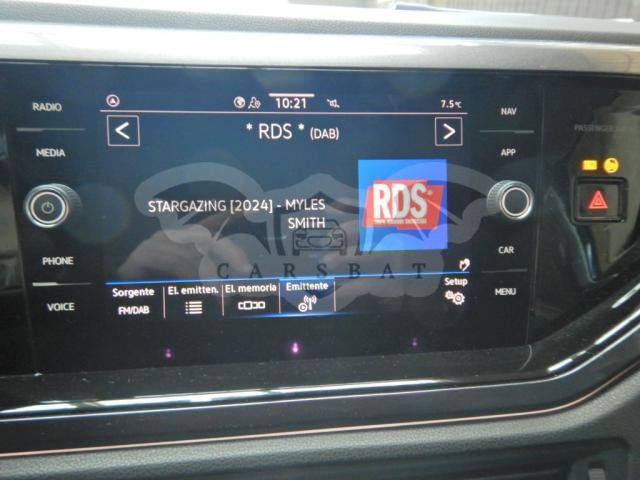 RADIO
MEDIA
PHONE
VOICE
10:21
7.5°C
* RDS * (DAB)
STARGAZING [2024] - MYLES
SMITH
RDS
CARSBAT
Sorgente
FM/DAB
El. emitten.
El. memoria
Emittente
Setup
NAV
APP
CAR
MENU
PASSENGER